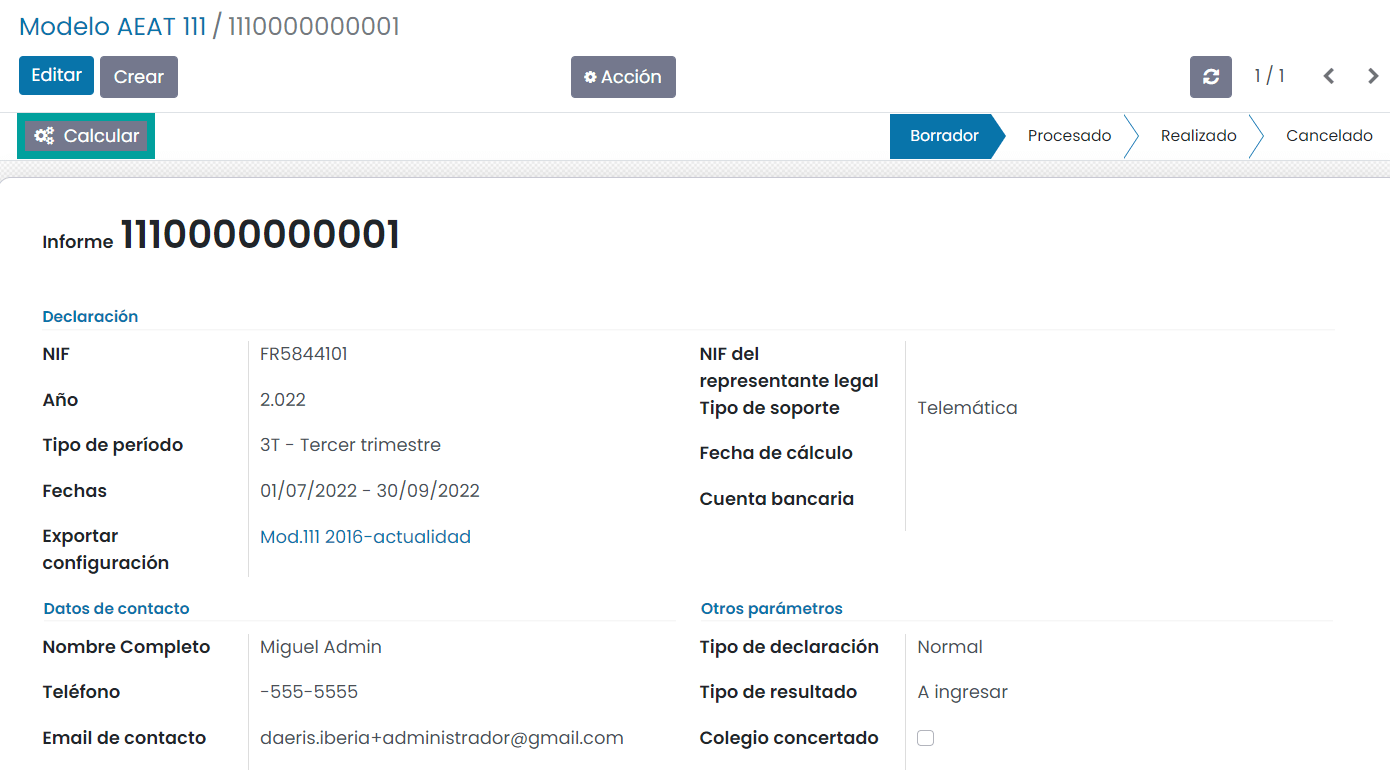 Modelo AEAT 111 / 1110000000001
Editar
Crear
Acción
1 / 1
Calcular
Borrador
Procesado
Realizado
Cancelado
Informe 1110000000001
Declaración
NIF
FR5844101
Año
2.022
Tipo de período
3T - Tercer trimestre
Fechas
01/07/2022 - 30/09/2022
Exportar
configuración
Mod.111 2016-actualidad
NIF del
representante legal
Tipo de soporte
Telemática
Fecha de cálculo
Cuenta bancaria
Datos de contacto
Nombre Completo
Miguel Admin
Teléfono
-555-5555
Email de contacto
daeris.iberia+administrador@gmail.com
Otros parámetros
Tipo de declaración
Normal
Tipo de resultado
A ingresar
Colegio concertado